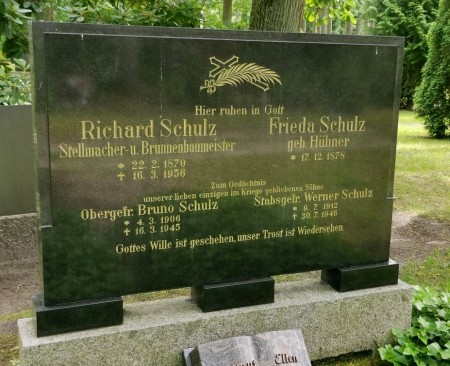 Hier ruhen in Gott
Richard Schulz
Stellmacher- u. Brunnenbaumeister
* 22. 2. 1870
✝ 16. 3. 1956
Frieda Schulz
geb. Hübner
* 17. 12. 1878
Zum Gedächtnis
unserer lieben einzigen im Kriege gebliebenen Söhne
Obergefr. Bruno Schulz
* 4. 3. 1906
✝ 16. 3. 1945
Stabsgefr. Werner Schulz
* 9. 7. 1912
✝ 30. 7. 1946
Gottes Wille ist geschehen, unser Trost ist Wiedersehen
Ellen